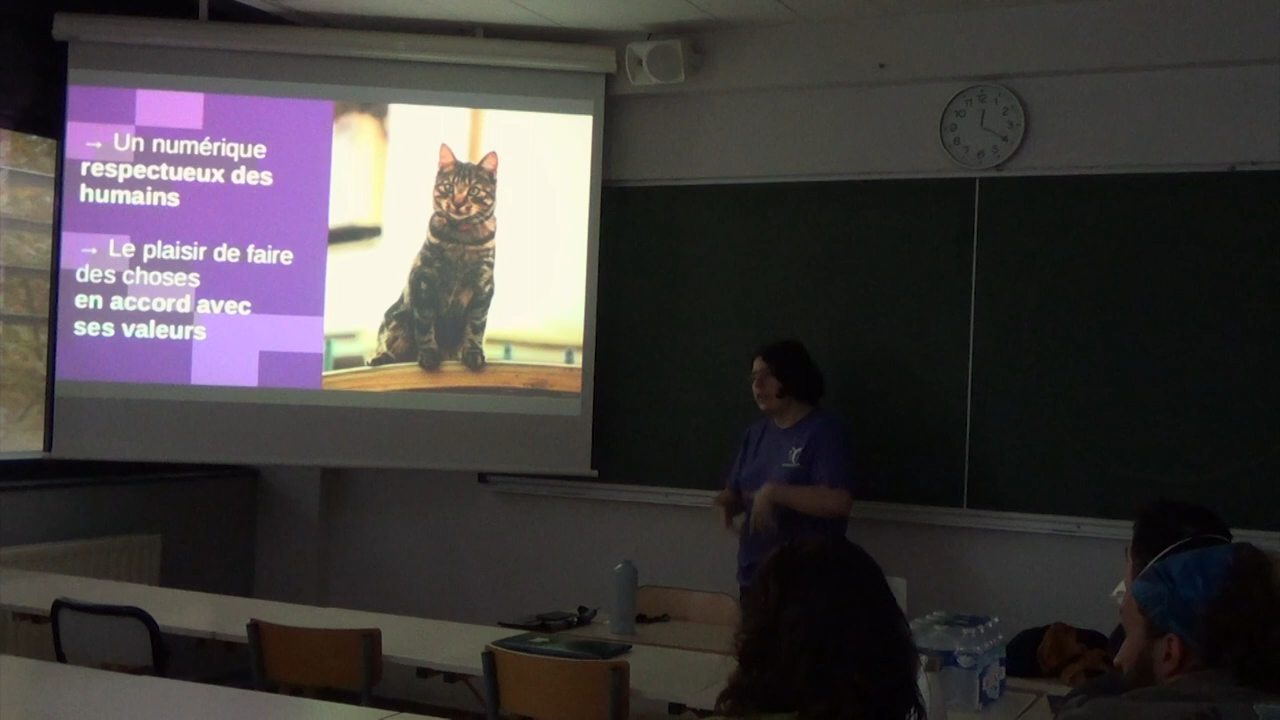 → Un numérique
respectueux des
humains
→ Le plaisir de faire
des choses
en accord avec
ses valeurs